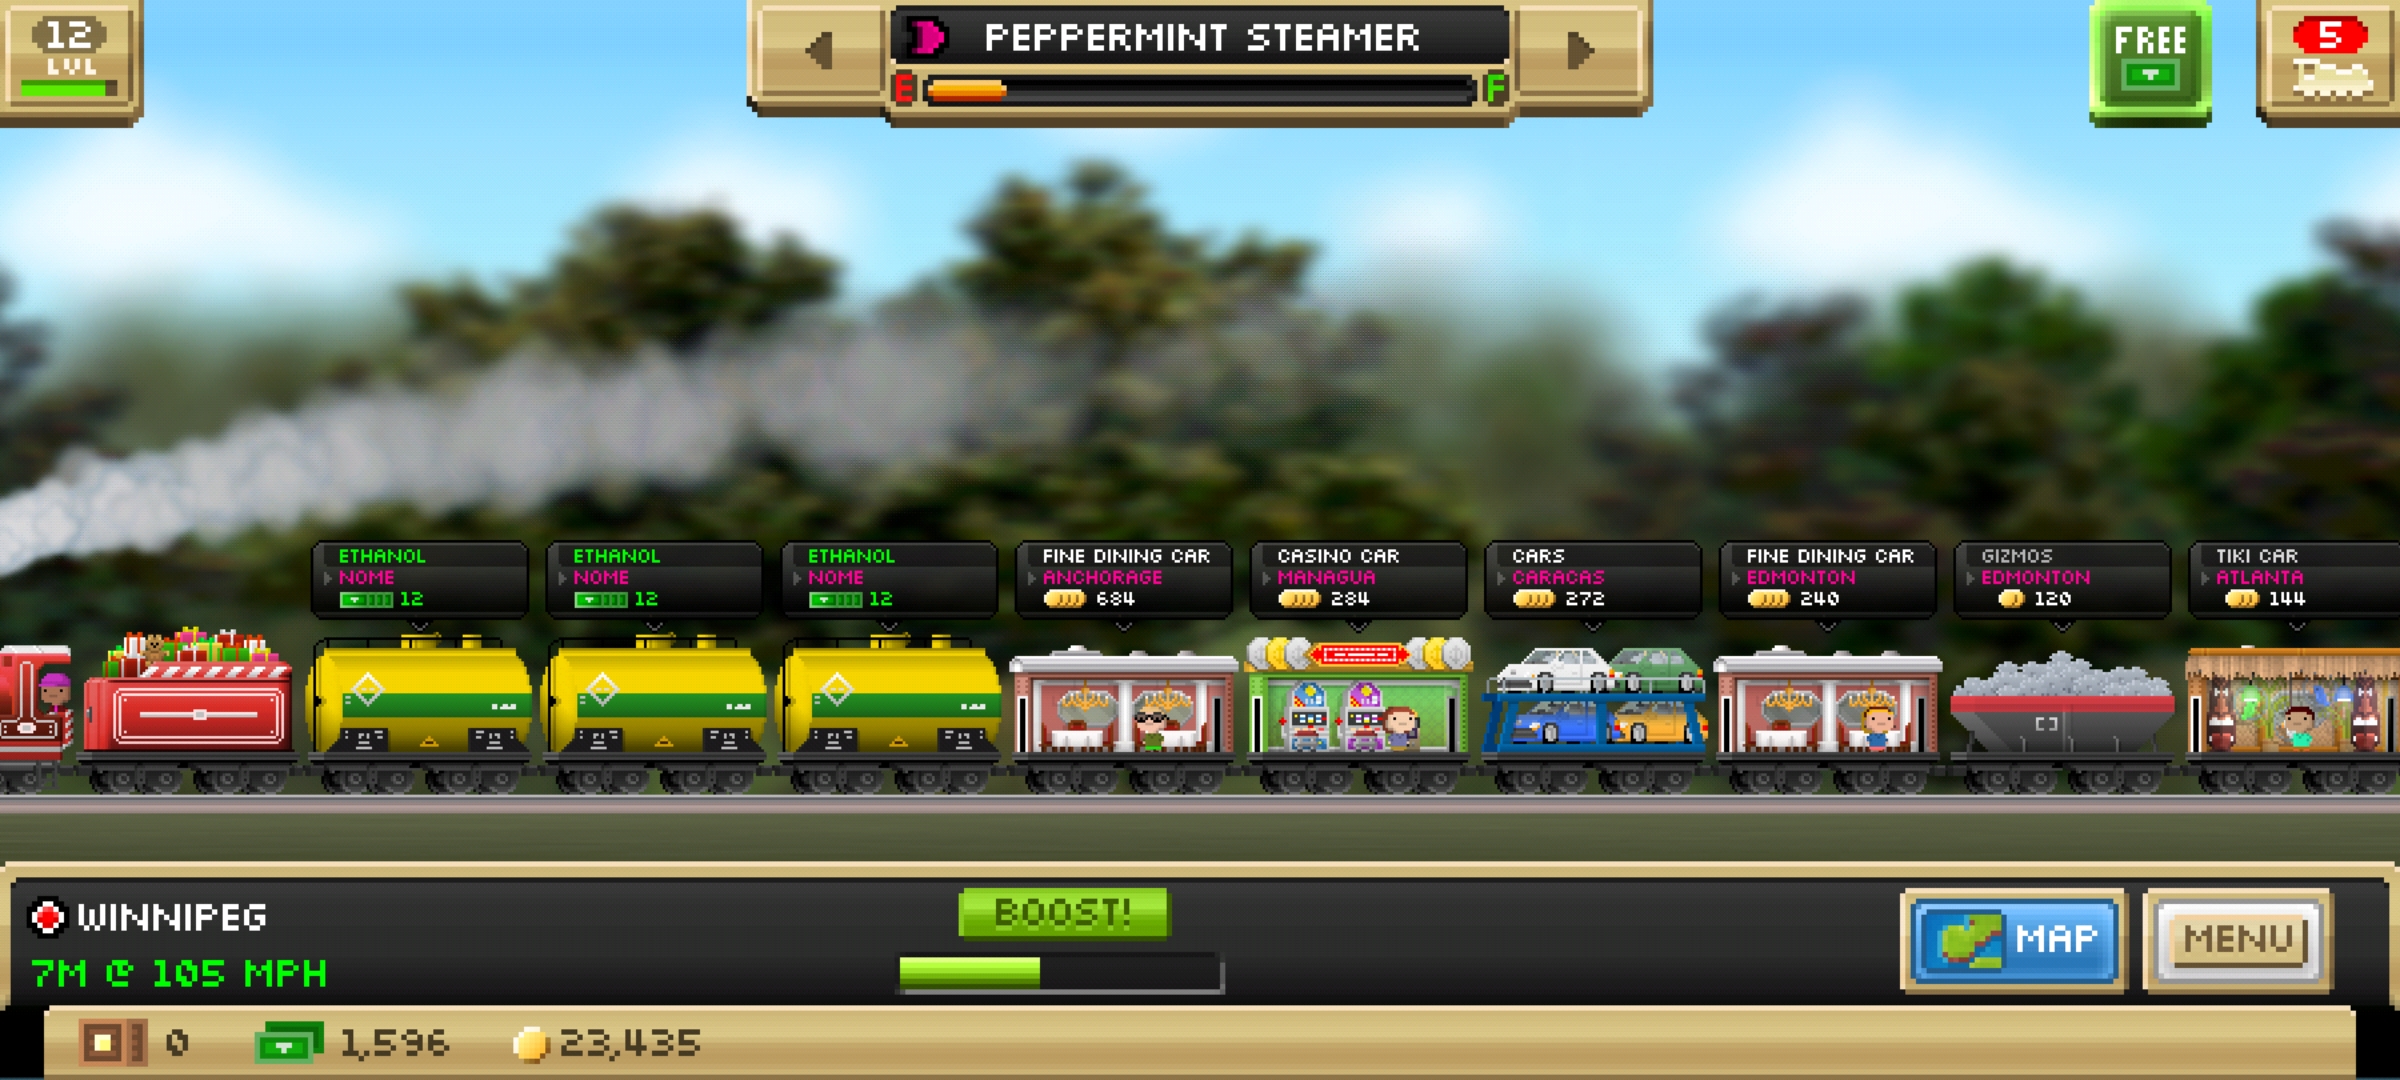 12
LVL
PEPPERMINT STEAMER
E
F
FREE
5
ETHANOL
NOME
12
ETHANOL
NOME
12
ETHANOL
NOME
12
FINE DINING CAR
ANCHORAGE
684
CASINO CAR
MANAGUA
284
CARS
CARACAS
272
FINE DINING CAR
EDMONTON
240
GIZMOS
EDMONTON
120
TIKI CAR
ATLANTA
144
WINNIPEG
7M @ 105 MPH
BOOST!
MAP
MENU
0
1,596
23,435